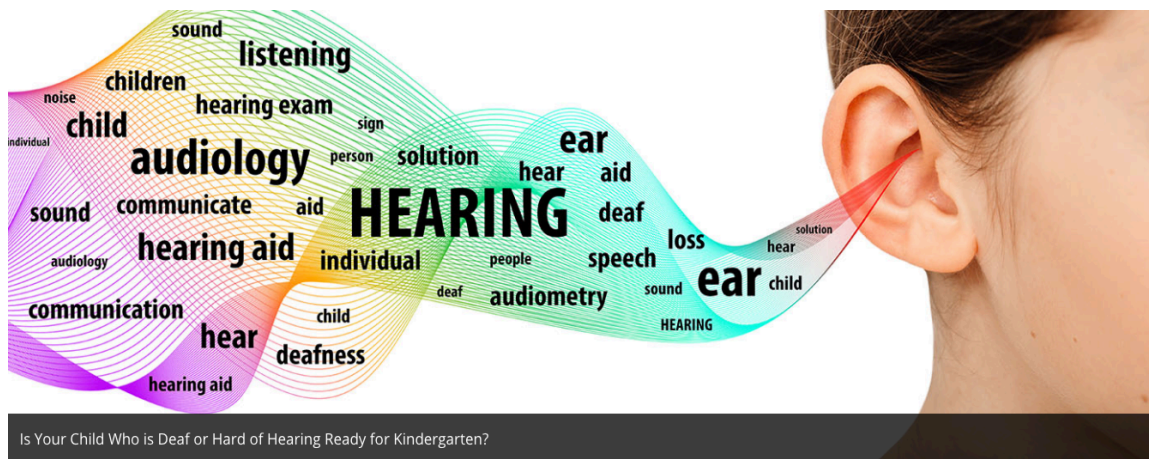 sound
listening
children
noise
hearing exam
child
sign
individual
audiology
person
solution
ear
hear
aid
sound
communicate
aid
HEARING
deaf
hearing aid
individual
loss
hear
solution
audiology
people
speech
ear
child
communication
deaf
audiometry
sound
child
HEARING
hear
deafness
hearing aid
Is Your Child Who is Deaf or Hard of Hearing Ready for Kindergarten?